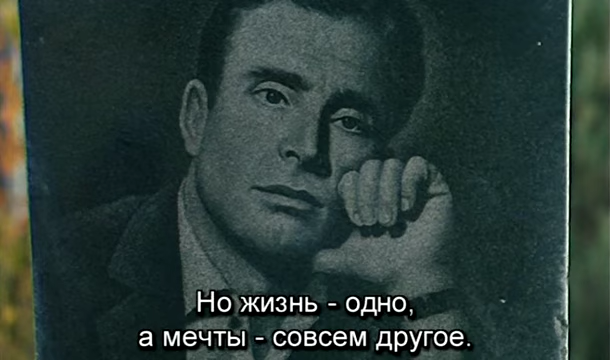 Но жизнь - одно,
а мечты - совсем другое.